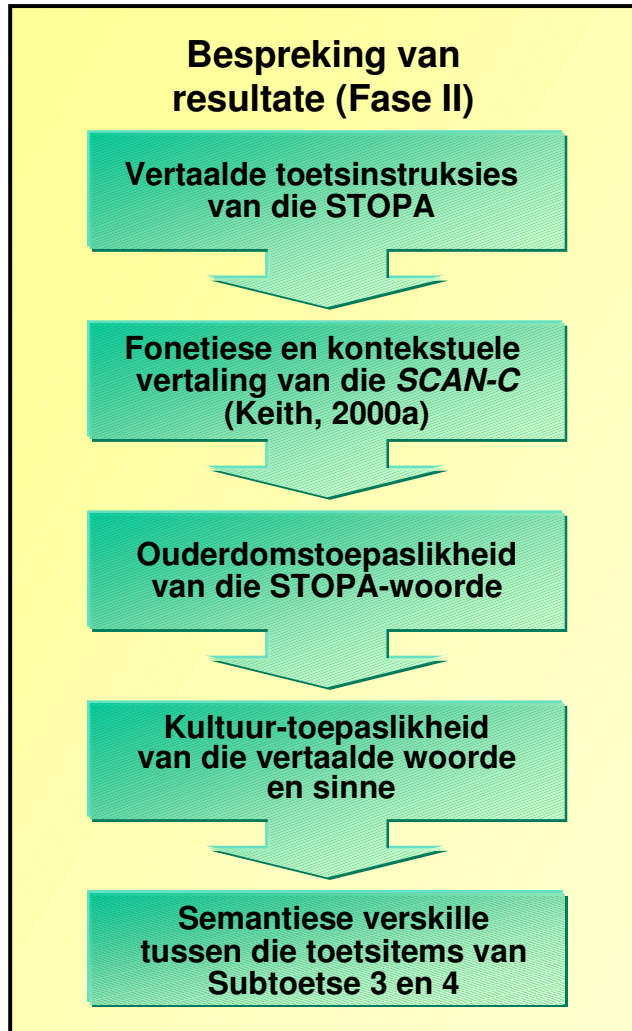 Bespreking van
resultate (Fase II)
Vertaalde toetsinstruksies
van die STOPA
Fonetiese en kontekstuele
vertaling van die SCAN-C
(Keith, 2000a)
Ouderdomstoepaslikheid
van die STOPA-woorde
Kultuur-toepaslikheid
van die vertaalde woorde
en sinne
Semantiese verskille
tussen die toetsitems van
Subtoetse 3 en 4